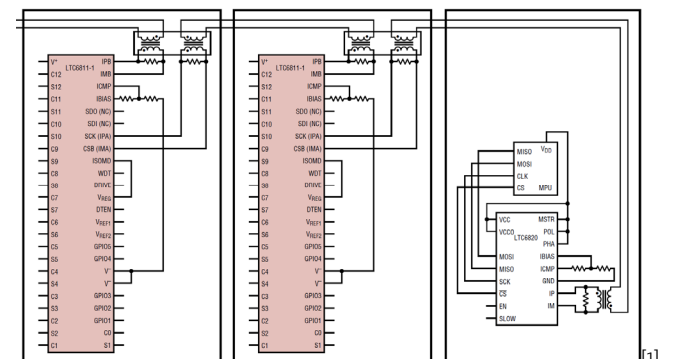 V+
C12
S12
C11
S11
C10
S10
C9
S9
C8
C7
S7
C6
S6
C5
S5
C4
S4
C3
S3
C2
S2
C1
LTC6811-1
IPB
IMB
ICMP
IBIAS
SDO (NC)
SDI (NC)
SCK (IPA)
CSB (IMA)
ISOMD
WDT
DRIVE
VREG
DTEN
VREF1
VREF2
GPIO5
GPIO4
V–
V–
GPIO3
GPIO2
GPIO1
C0
S1
V+
C12
S12
C11
S11
C10
S10
C9
S9
C8
C7
S7
C6
S6
C5
S5
C4
S4
C3
S3
C2
S2
C1
LTC6811-1
IPB
IMB
ICMP
IBIAS
SDO (NC)
SDI (NC)
SCK (IPA)
CSB (IMA)
ISOMD
WDT
DRIVE
VREG
DTEN
VREF1
VREF2
GPIO5
GPIO4
V–
V–
GPIO3
GPIO2
GPIO1
C0
S1
MISO
MOSI
CLK
CS
VDD
MPU
VCC
VCCO
MOSI
MISO
SCK
CS
EN
SLOW
LTC6820
MSTR
POL
PHA
IBIAS
ICMP
GND
IP
IM
[1]